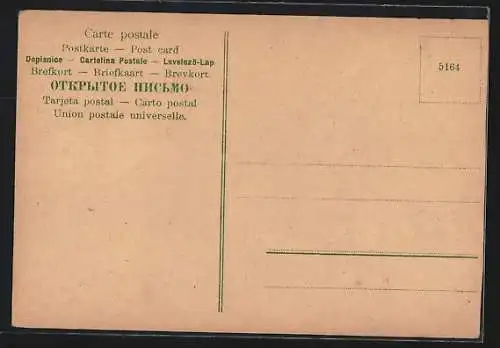 Carte postale
Postkarte — Post card
Dopisnice — Cartolina Postale — Levelező-Lap
Brefkort — Briefkaart — Brevkort
ОТКРЫТОЕ ПИСЬМО
Tarjeta postal — Carto postal
Union postale universelle.
5164